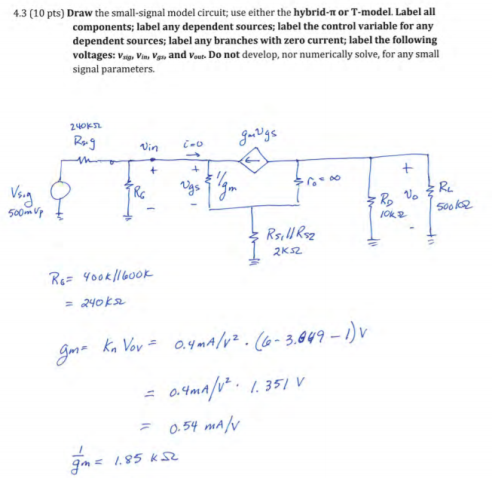 4.3 (10 pts) Draw the small-signal model circuit; use either the hybrid-π or T-model. Label all
components; label any dependent sources; label the control variable for any
dependent sources; label any branches with zero current; label the following
voltages: vsig, vin, vgs, and vout. Do not develop, nor numerically solve, for any small
signal parameters.
240KΩ
Rsig
vin
i=0
gmvgs
+
+
+
Vsig
500mVp
RG
vgs
1/gm
ro = ∞
RD
10kΩ
vo
RL
500kΩ
-
-
-
RS1//RS2
2KΩ
RG = 400k//600k
= 240kΩ
gm = Kn Vov = 0.4mA/V² . (6-3.649-1)V
= 0.4mA/V² . 1.351 V
= 0.54 mA/V
1/gm = 1.85 kΩ